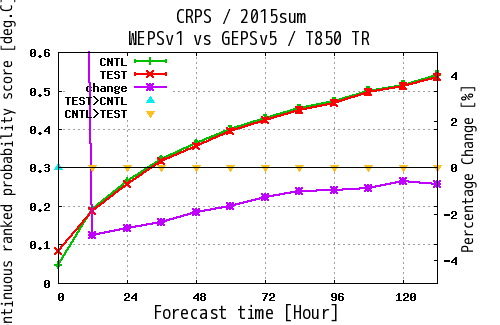 CRPS / 2015sum
WEPSv1 vs GEPSv5 / T850 TR
ntinuous ranked probability score [deg.C]
0.6
0.5
0.4
0.3
0.2
0.1
0
CNTL
TEST
change
TEST>CNTL
CNTL>TEST
4
2
0
-2
-4
Percentage Change [%]
0 24 48 72 96 120
Forecast time [Hour]